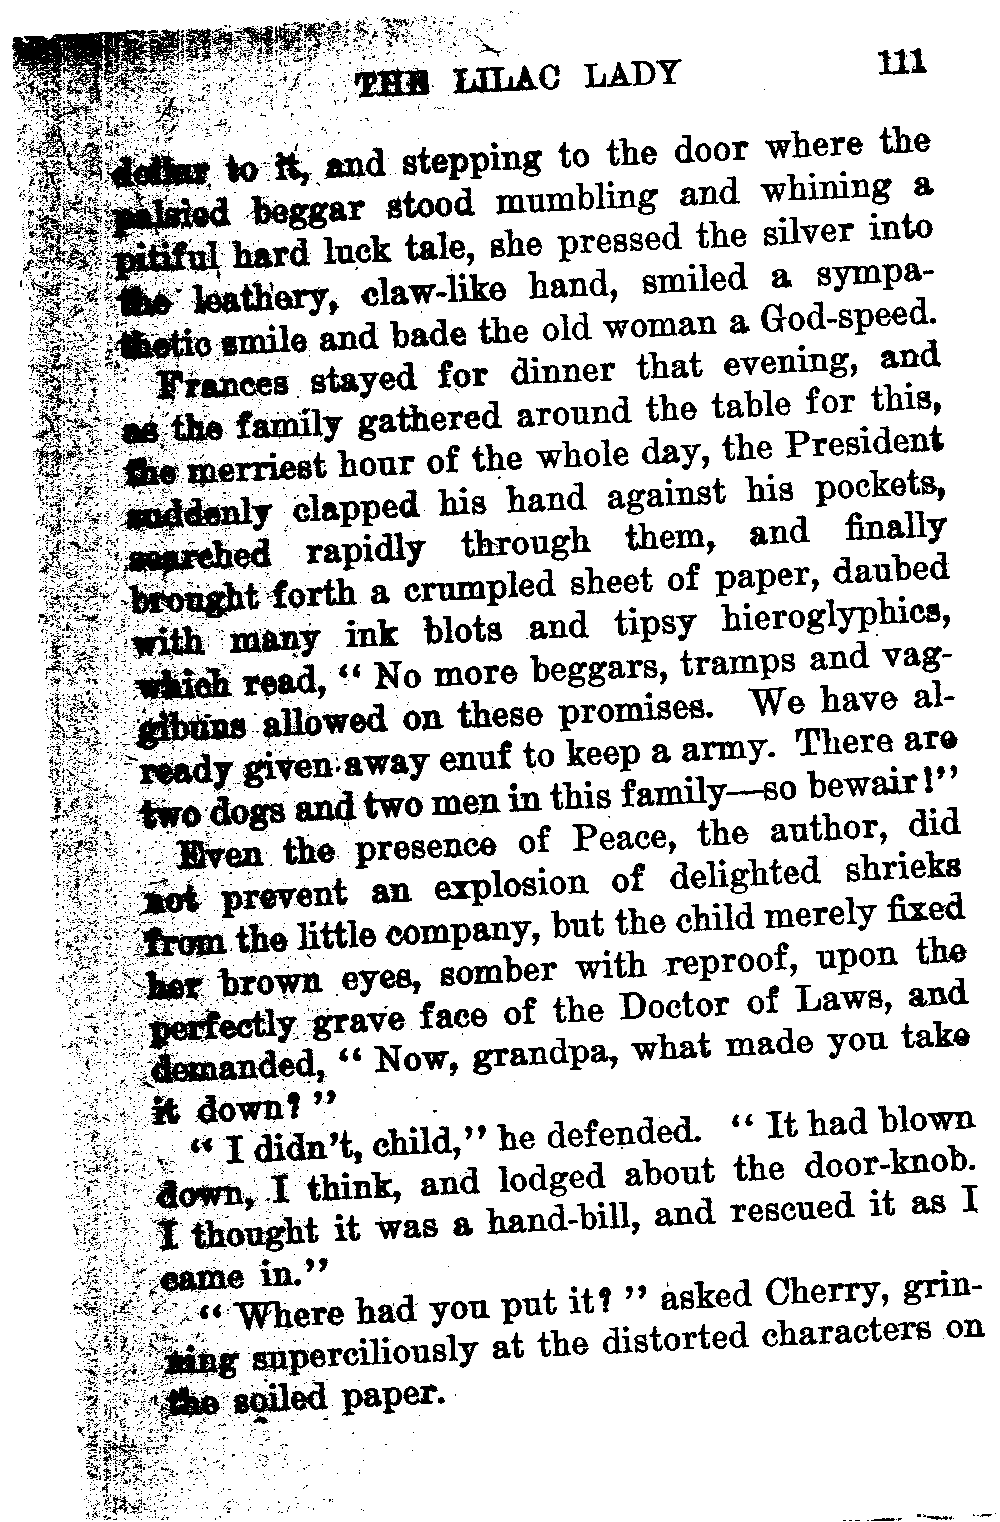 THE LILAC LADY 111
dollar to it, and stepping to the door where the
palsied beggar stood mumbling and whining a
pitiful hard luck tale, she pressed the silver into
the leathery, claw-like hand, smiled a sympa-
thetic smile and bade the old woman a God-speed.
Frances stayed for dinner that evening, and
as the family gathered around the table for this,
the merriest hour of the whole day, the President
suddenly clapped his hand against his pockets,
searched rapidly through them, and finally
brought forth a crumpled sheet of paper, daubed
with many ink blots and tipsy hieroglyphics,
which read, “ No more beggars, tramps and vag-
gibuns allowed on these promises. We have al-
ready given away enuf to keep a army. There are
two dogs and two men in this family—so bewair!”
Even the presence of Peace, the author, did
not prevent an explosion of delighted shrieks
from the little company, but the child merely fixed
her brown eyes, somber with reproof, upon the
perfectly grave face of the Doctor of Laws, and
demanded, “ Now, grandpa, what made you take
it down? ”
“ I didn’t, child,” he defended. “ It had blown
down, I think, and lodged about the door-knob.
I thought it was a hand-bill, and rescued it as I
came in.”
“ Where had you put it? ” asked Cherry, grin-
ning superciliously at the distorted characters on
the soiled paper.